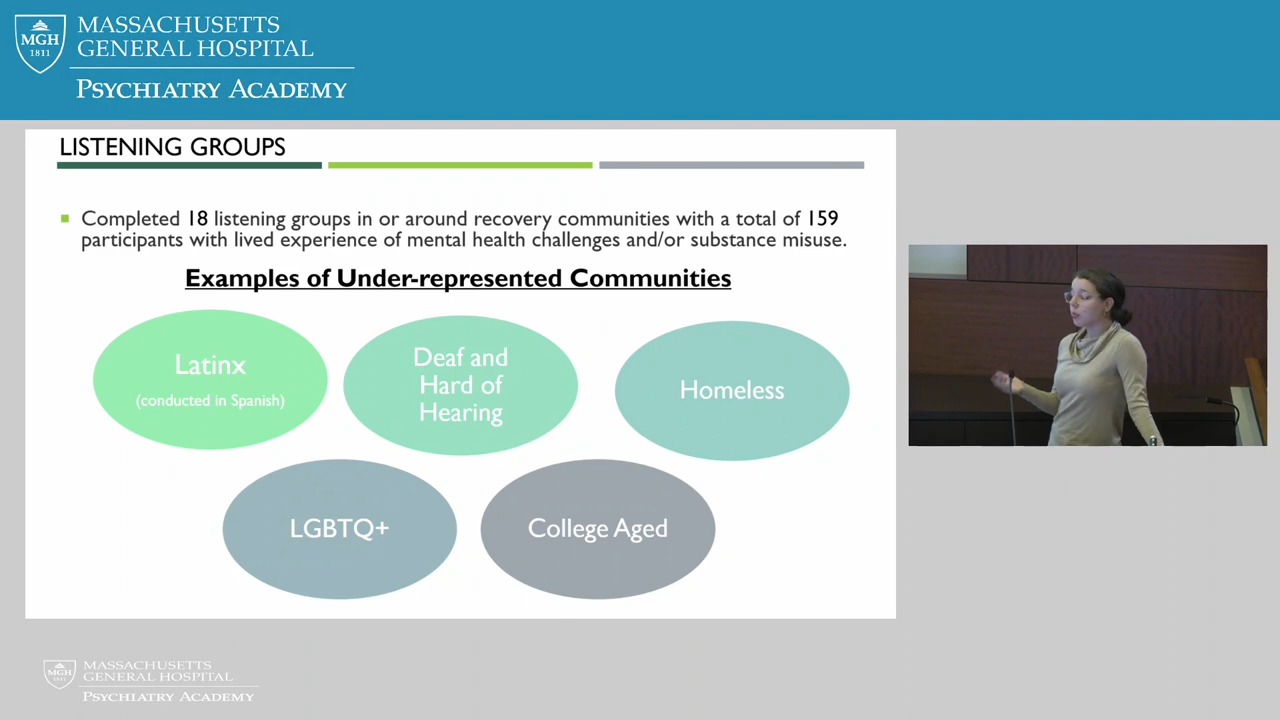 MASSACHUSETTS
GENERAL HOSPITAL
PSYCHIATRY ACADEMY
MGH
1811
LISTENING GROUPS
Completed 18 listening groups in or around recovery communities with a total of 159
participants with lived experience of mental health challenges and/or substance misuse.
Examples of Under-represented Communities
Latinx
(conducted in Spanish)
Deaf and
Hard of
Hearing
Homeless
LGBTQ+
College Aged
MASSACHUSETTS
GENERAL HOSPITAL
PSYCHIATRY ACADEMY
MGH
1811